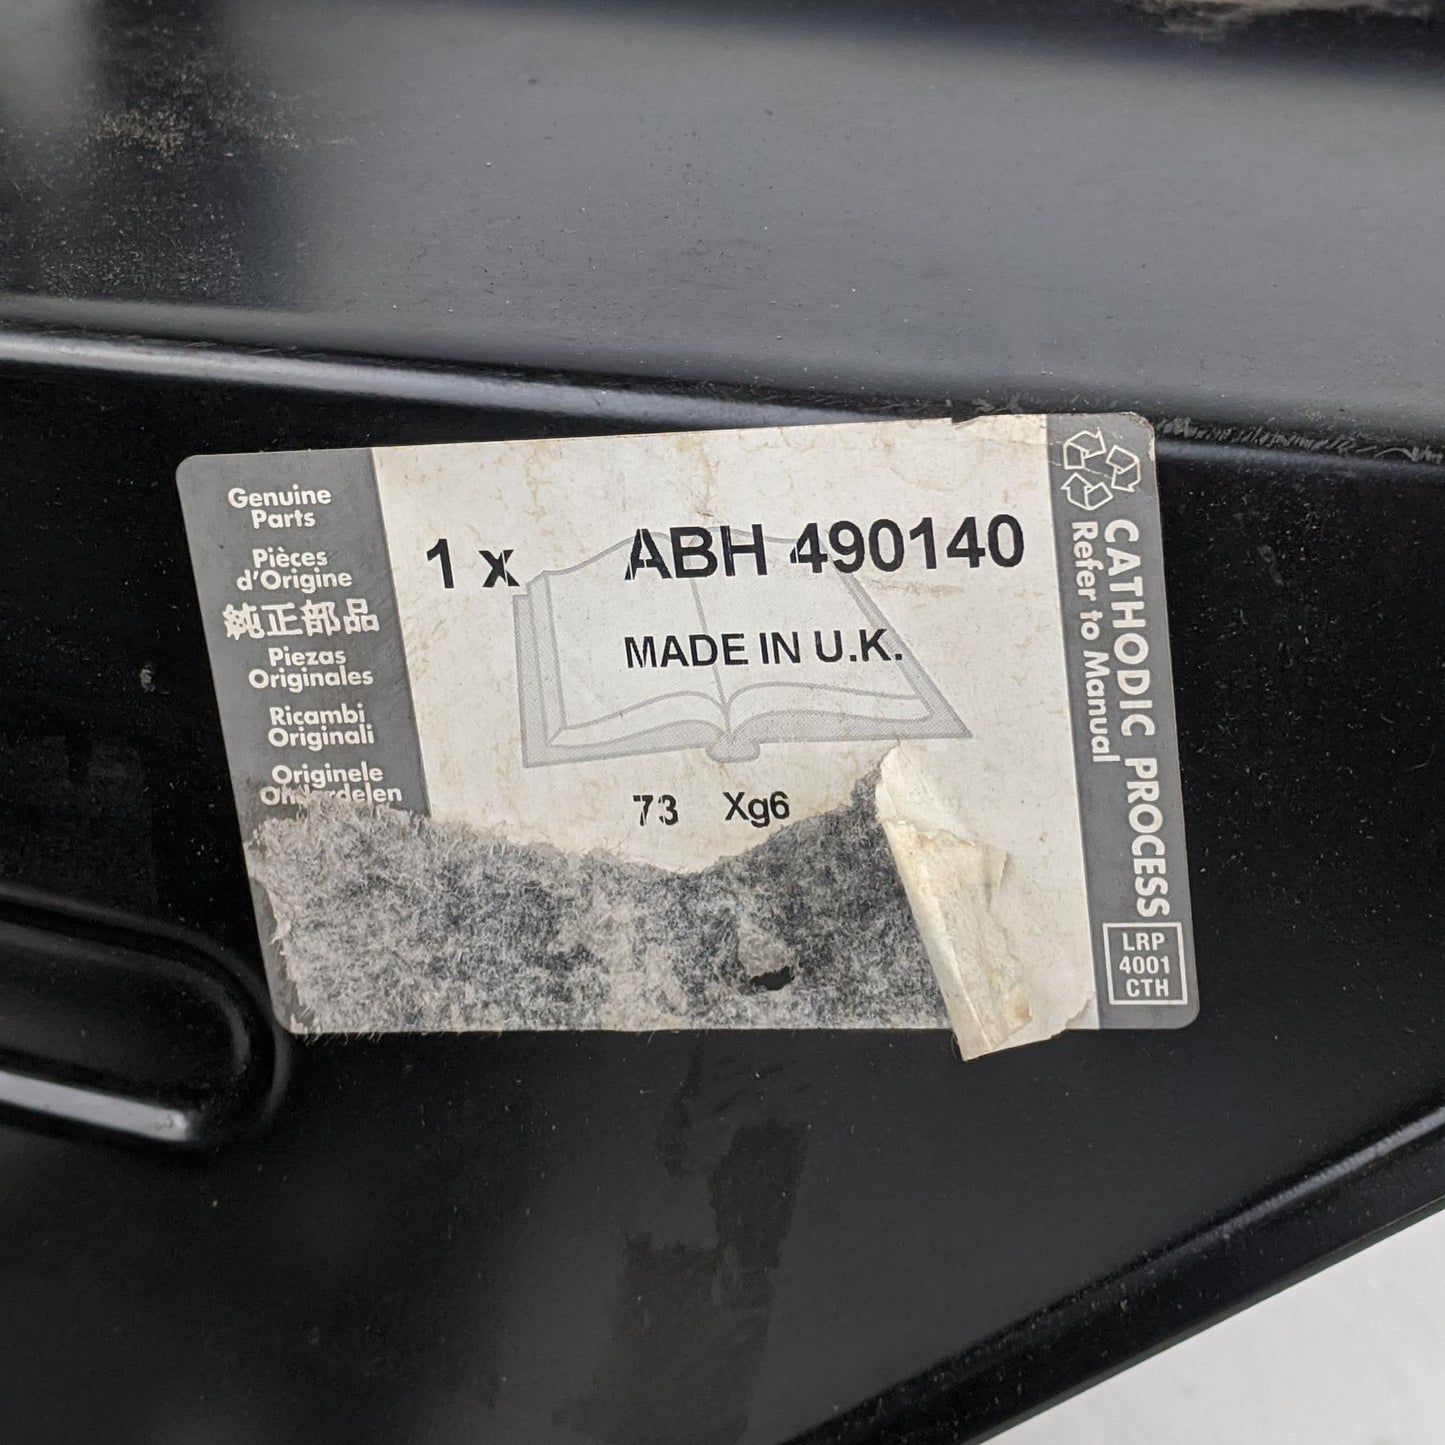 Genuine
Parts
Pièces
d'Origine
純正部品
Piezas
Originales
Ricambi
Originali
Originele
Onderdelen
1 x ABH 490140
MADE IN U.K.
73 Xg6
CATHODIC PROCESS
Refer to Manual
LRP
4001
CTH